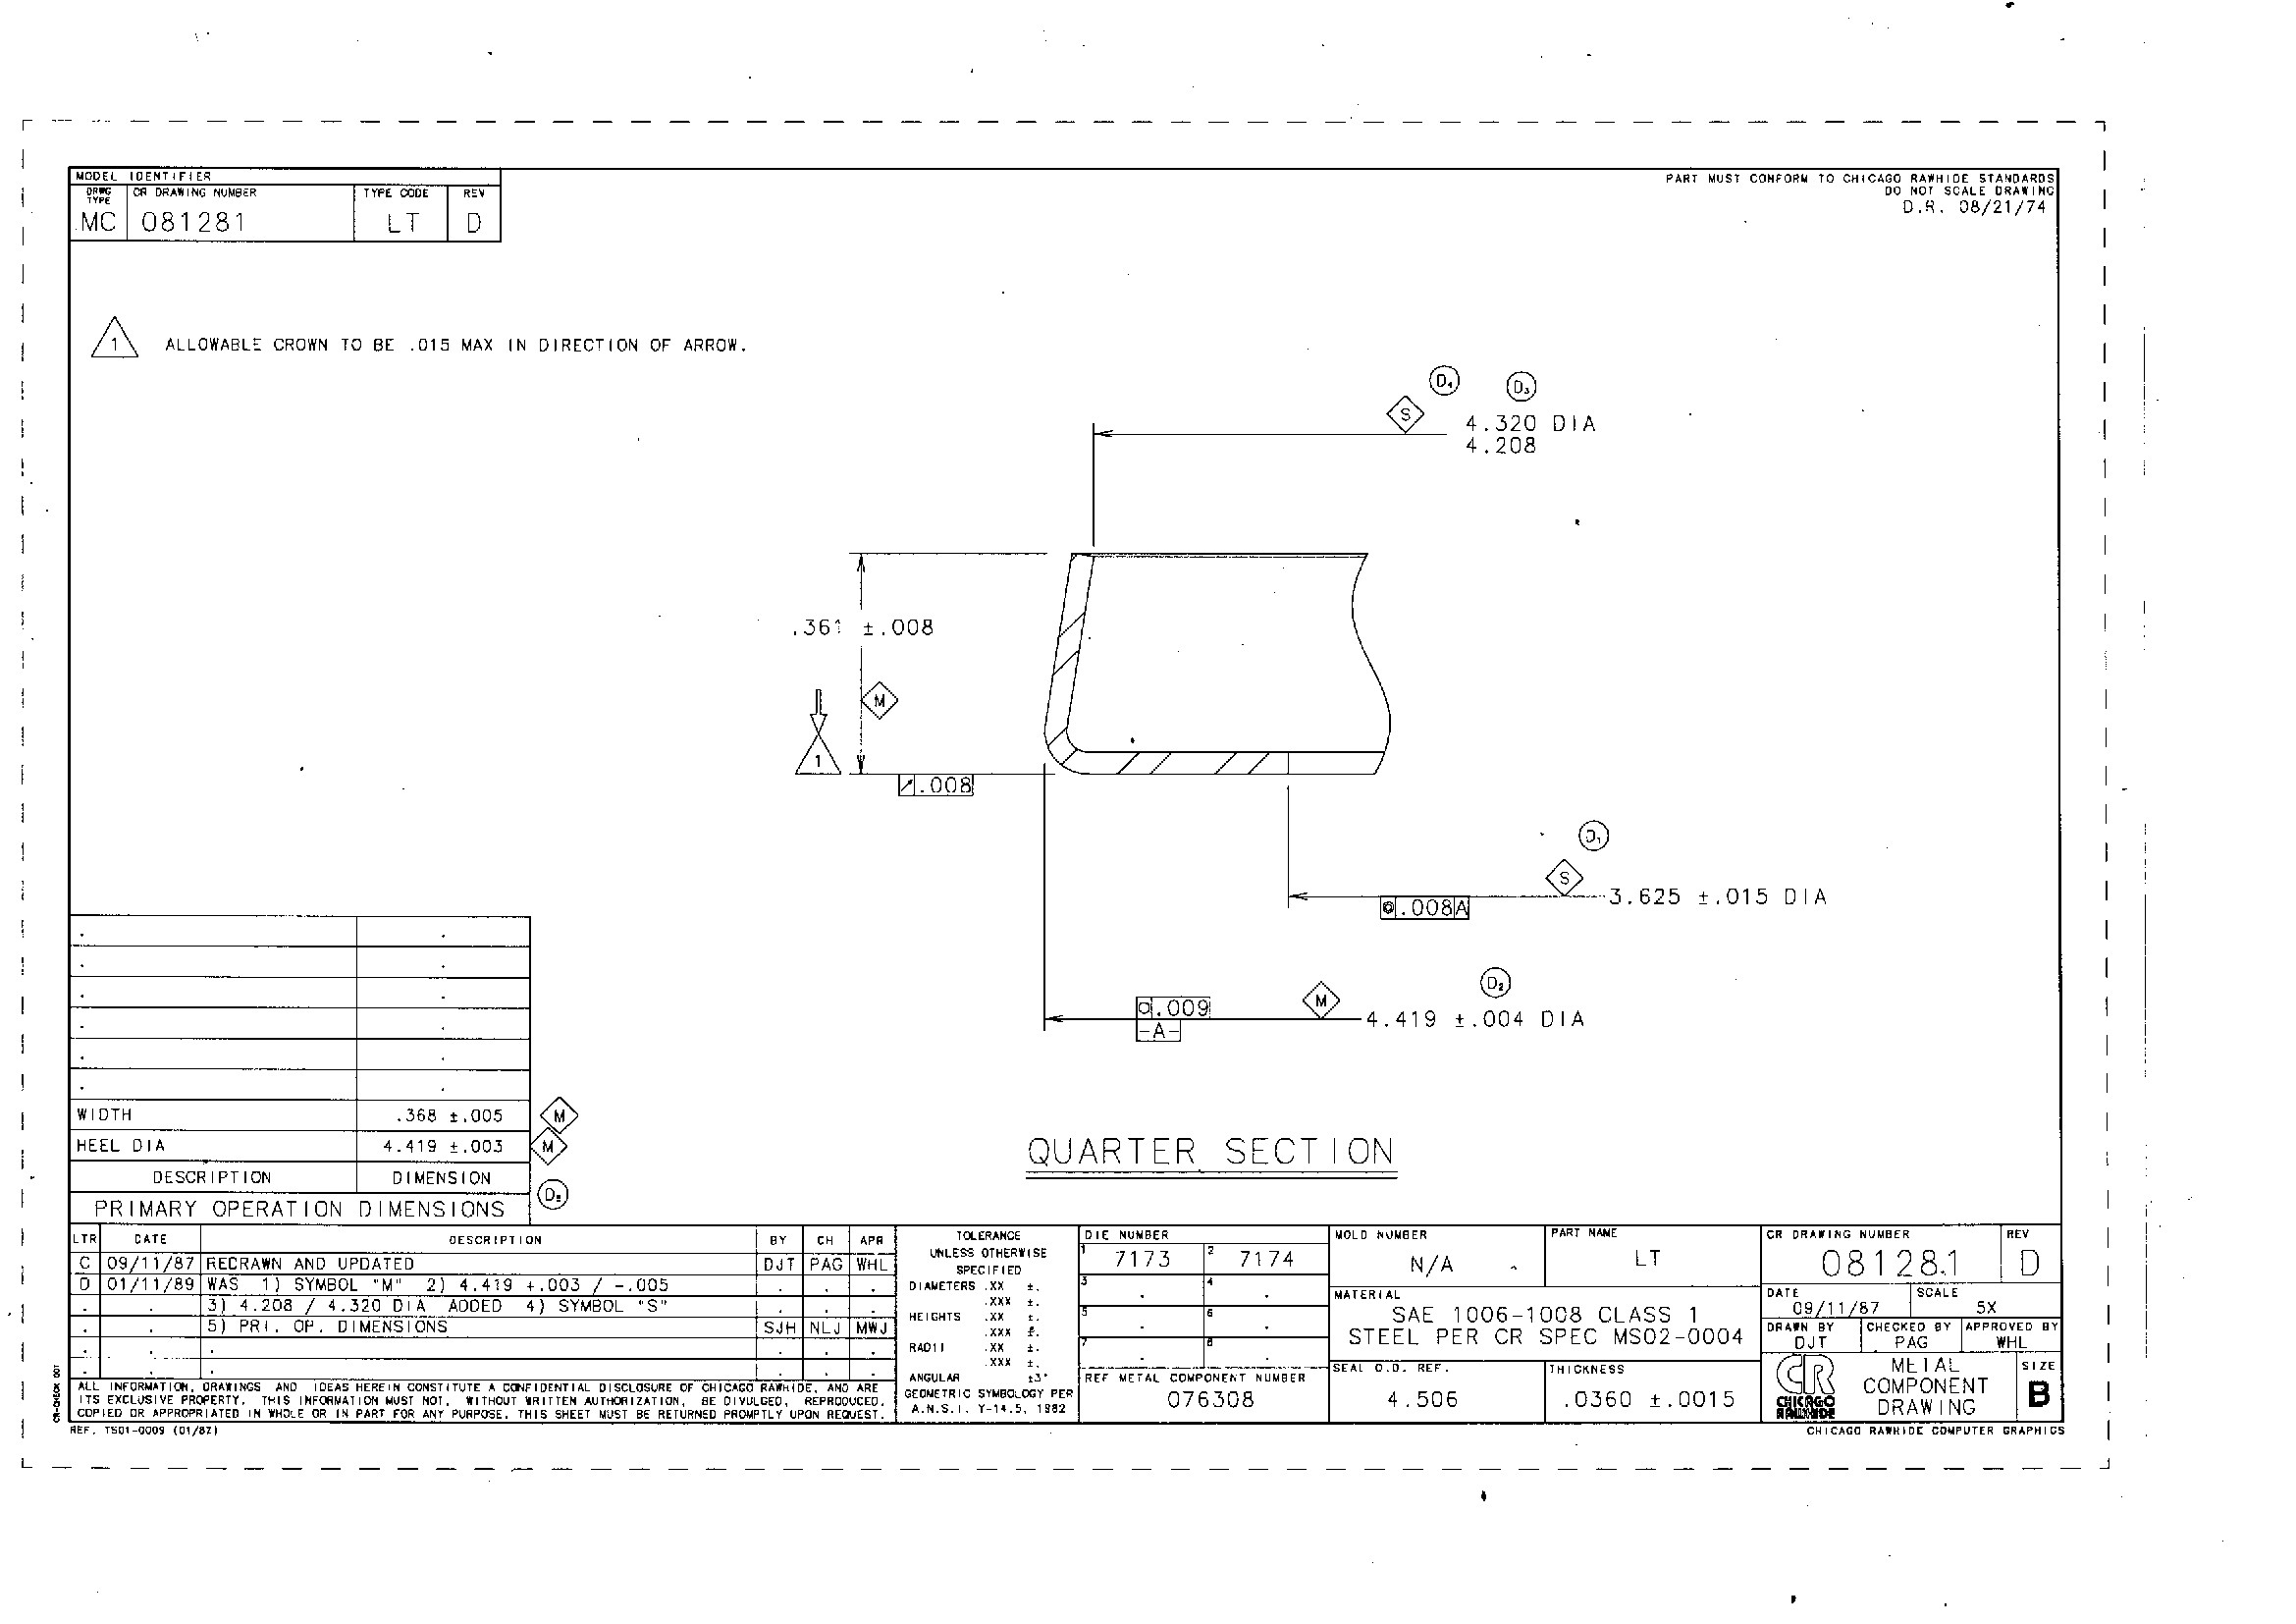 MODEL IDENTIFIER
DRWG TYPE CR DRAWING NUMBER TYPE CODE REV
MC 081281 LT D
PART MUST CONFORM TO CHICAGO RAWHIDE STANDARDS
DO NOT SCALE DRAWING
D.R. 08/21/74
1 ALLOWABLE CROWN TO BE .015 MAX IN DIRECTION OF ARROW.
D4 D3
S 4.320 DIA
4.208
.361 ±.008
M
1
.008
D1
S
3.625 ±.015 DIA
.008 A
D2
.009 M
4.419 ±.004 DIA
-A-
QUARTER SECTION
WIDTH .368 ±.005 M
HEEL DIA 4.419 ±.003 M
DESCRIPTION DIMENSION
D5
PRIMARY OPERATION DIMENSIONS
LTR DATE DESCRIPTION BY CH APR
C 09/11/87 REDRAWN AND UPDATED DJT PAG WHL
D 01/11/89 WAS 1) SYMBOL "M" 2) 4.419 +.003 / -.005
3) 4.208 / 4.320 DIA ADDED 4) SYMBOL "S"
5) PRI. OP. DIMENSIONS SJH NLJ MWJ
ALL INFORMATION, DRAWINGS AND IDEAS HEREIN CONSTITUTE A CONFIDENTIAL DISCLOSURE OF CHICAGO RAWHIDE, AND ARE
ITS EXCLUSIVE PROPERTY. THIS INFORMATION MUST NOT, WITHOUT WRITTEN AUTHORIZATION, BE DIVULGED, REPRODUCED,
COPIED OR APPROPRIATED IN WHOLE OR IN PART FOR ANY PURPOSE. THIS SHEET MUST BE RETURNED PROMPTLY UPON REQUEST.
REF. TS01-0009 (01/87)
CR-CHECK 001
TOLERANCE
UNLESS OTHERWISE
SPECIFIED
DIAMETERS .XX ±.
.XXX ±.
HEIGHTS .XX ±.
.XXX ±.
RADII .XX ±.
.XXX ±.
ANGULAR ±3°
GEOMETRIC SYMBOLOGY PER
A.N.S.I. Y-14.5, 1982
DIE NUMBER
1 7173 2 7174
3 4
5 6
7 8
REF METAL COMPONENT NUMBER
076308
MOLD NUMBER
N/A
PART NAME
LT
MATERIAL
SAE 1006-1008 CLASS 1
STEEL PER CR SPEC MS02-0004
SEAL O.D. REF.
4.506
THICKNESS
.0360 ±.0015
CR DRAWING NUMBER REV
081281 D
DATE SCALE
09/11/87 5X
DRAWN BY CHECKED BY APPROVED BY
DJT PAG WHL
CR
CHICAGO
RAWHIDE
METAL
COMPONENT
DRAWING
SIZE
B
CHICAGO RAWHIDE COMPUTER GRAPHICS